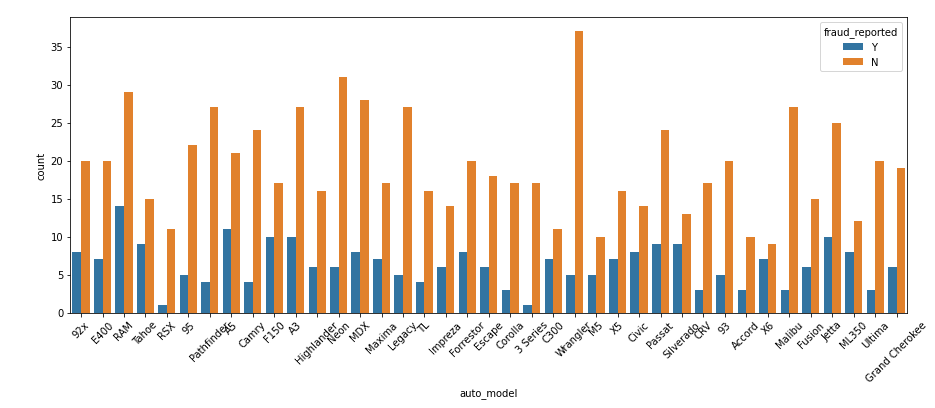 fraud_reported
Y
N
count
35
30
25
20
15
10
5
0
92x E400 RAM Tahoe RSX 95 Pathfinder A5 Camry F150 A3 Highlander Neon MDX Maxima Legacy TL Impreza Forrestor Escape Corolla 3 Series C300 Wrangler M5 X5 Civic Passat Silverado CRV 93 Accord X6 Malibu Fusion Jetta ML350 Ultima Grand Cherokee
auto_model